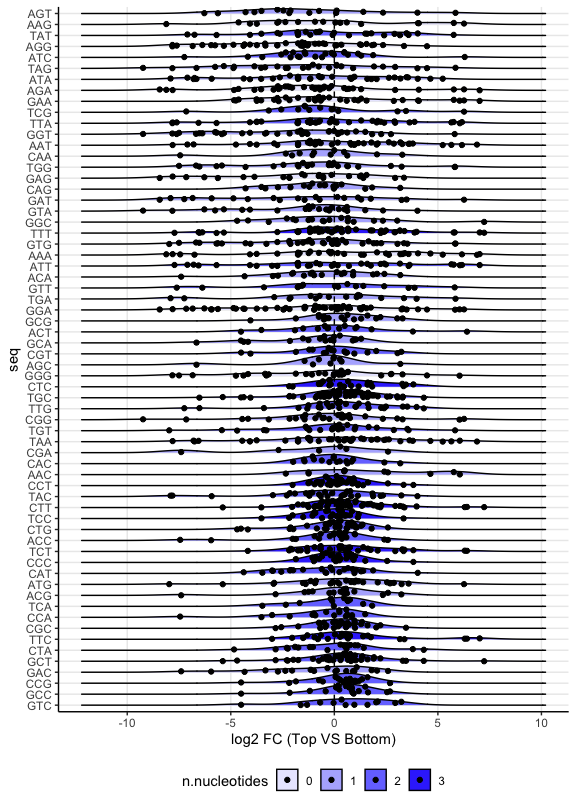 AGT
AAG
TAT
AGG
ATC
TAG
ATA
AGA
GAA
TCG
TTA
GGT
AAT
CAA
TGG
GAG
CAG
GAT
GTA
GGC
TTT
GTG
AAA
ATT
ACA
GTT
TGA
GGA
GCG
ACT
GCA
CGT
AGC
GGG
CTC
TGC
TTG
CGG
TGT
TAA
CGA
CAC
AAC
CCT
TAC
CTT
TCC
CTG
ACC
TCT
CCC
CAT
ATG
ACG
TCA
CCA
CGC
TTC
CTA
GCT
GAC
CCG
GCC
GTC
seq
-10 -5 0 5 10
log2 FC (Top VS Bottom)
n.nucleotides 0 1 2 3